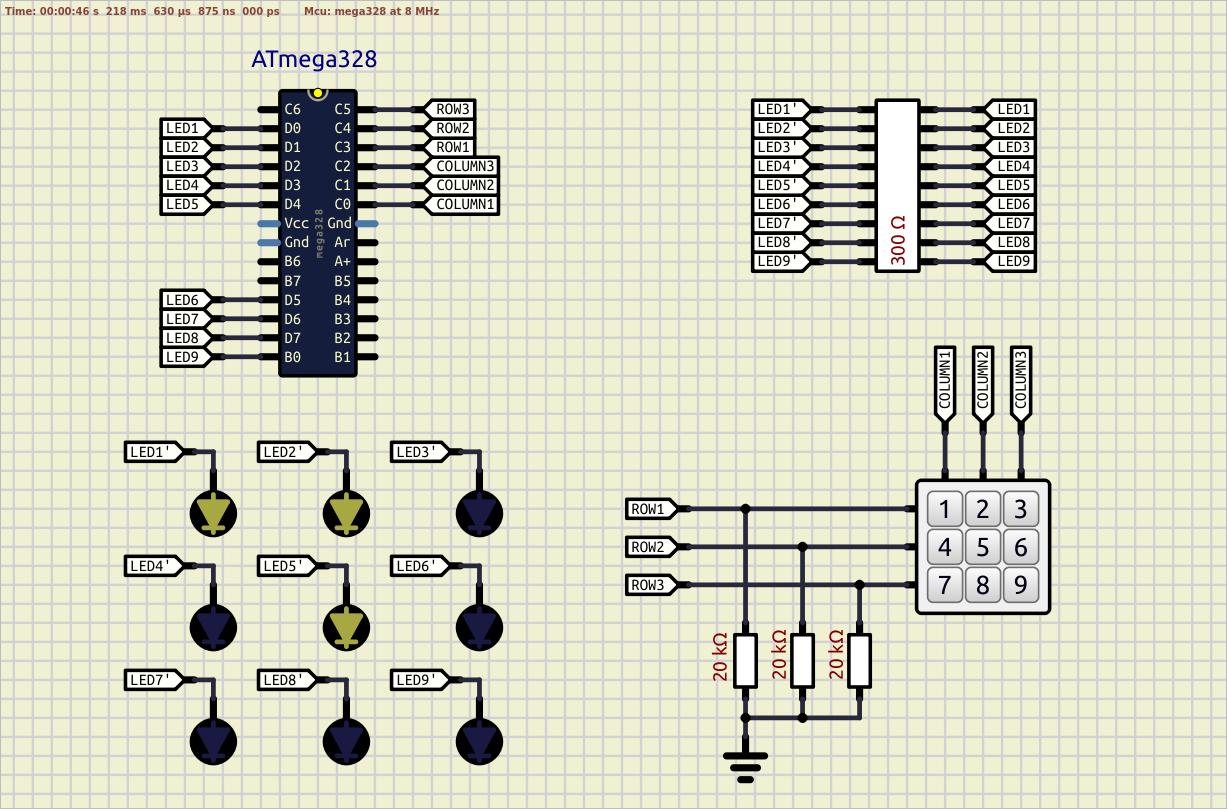 Time: 00:00:46 s 218 ms 630 µs 875 ns 000 ps Mcu: mega328 at 8 MHz
ATmega328
C6 C5 ROW3
LED1 D0 C4 ROW2
LED2 D1 C3 ROW1
LED3 D2 C2 COLUMN3
LED4 D3 C1 COLUMN2
LED5 D4 C0 COLUMN1
Vcc Gnd
Gnd Ar
B6 A+
B7 B5
LED6 D5 B4
LED7 D6 B3
LED8 D7 B2
LED9 B0 B1
mega328
LED1' LED1
LED2' LED2
LED3' LED3
LED4' LED4
LED5' LED5
LED6' LED6
LED7' LED7
LED8' LED8
LED9' LED9
300 Ω
LED1' LED2' LED3'
LED4' LED5' LED6'
LED7' LED8' LED9'
COLUMN1 COLUMN2 COLUMN3
ROW1 1 2 3
ROW2 4 5 6
ROW3 7 8 9
20 kΩ 20 kΩ 20 kΩ